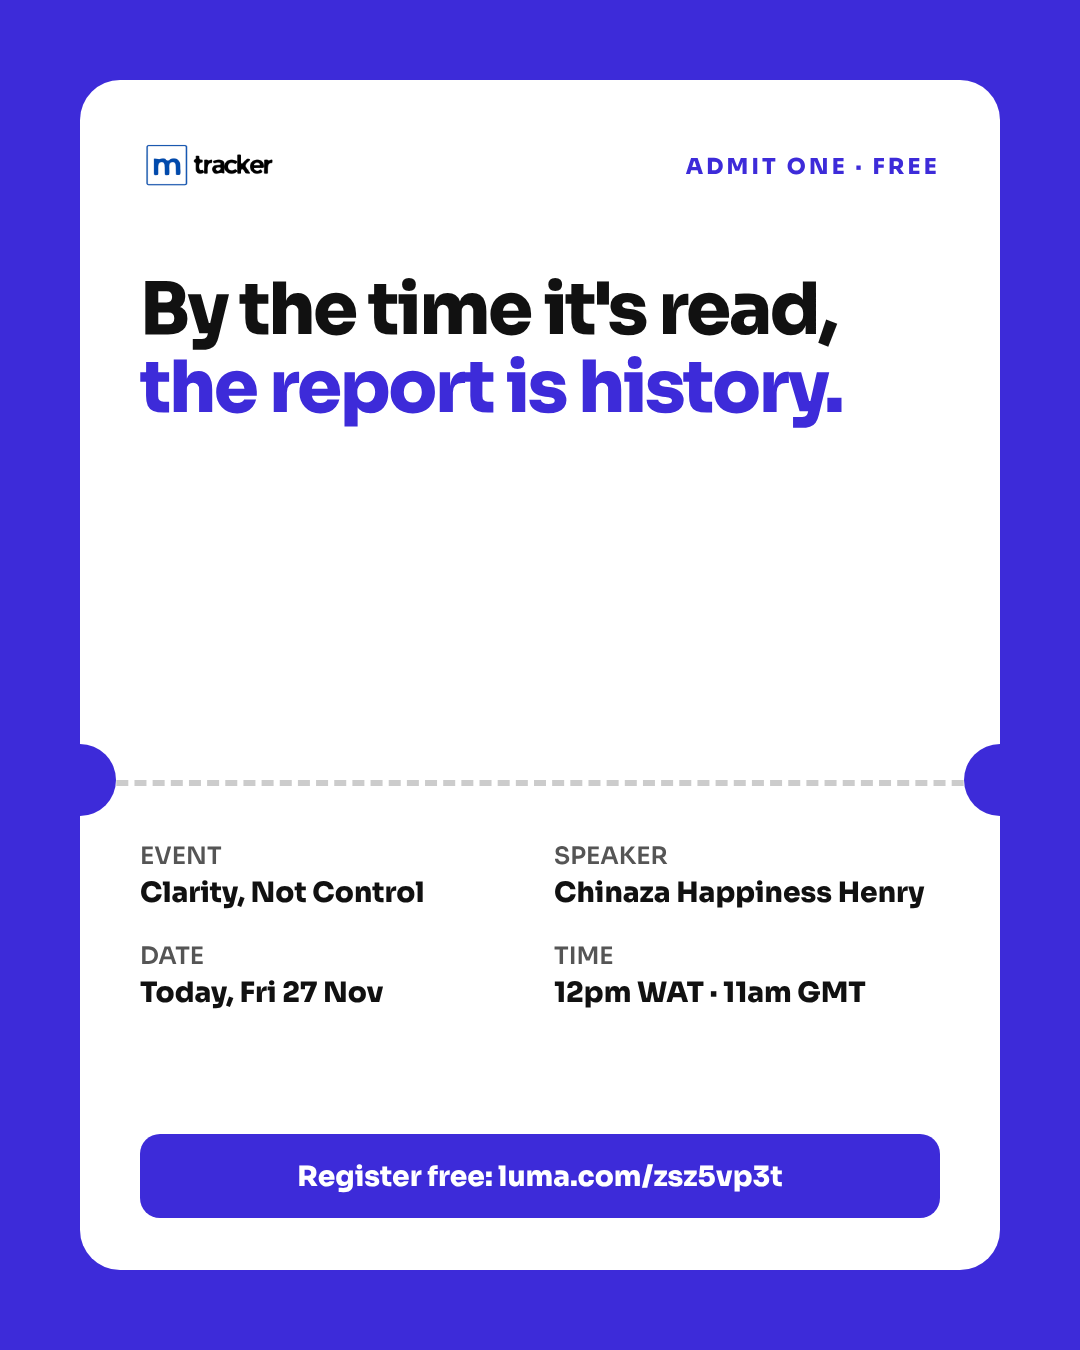 m tracker
ADMIT ONE · FREE
By the time it's read,
the report is history.
EVENT
Clarity, Not Control
SPEAKER
Chinaza Happiness Henry
DATE
Today, Fri 27 Nov
TIME
12pm WAT · 11am GMT
Register free: luma.com/zsz5vp3t